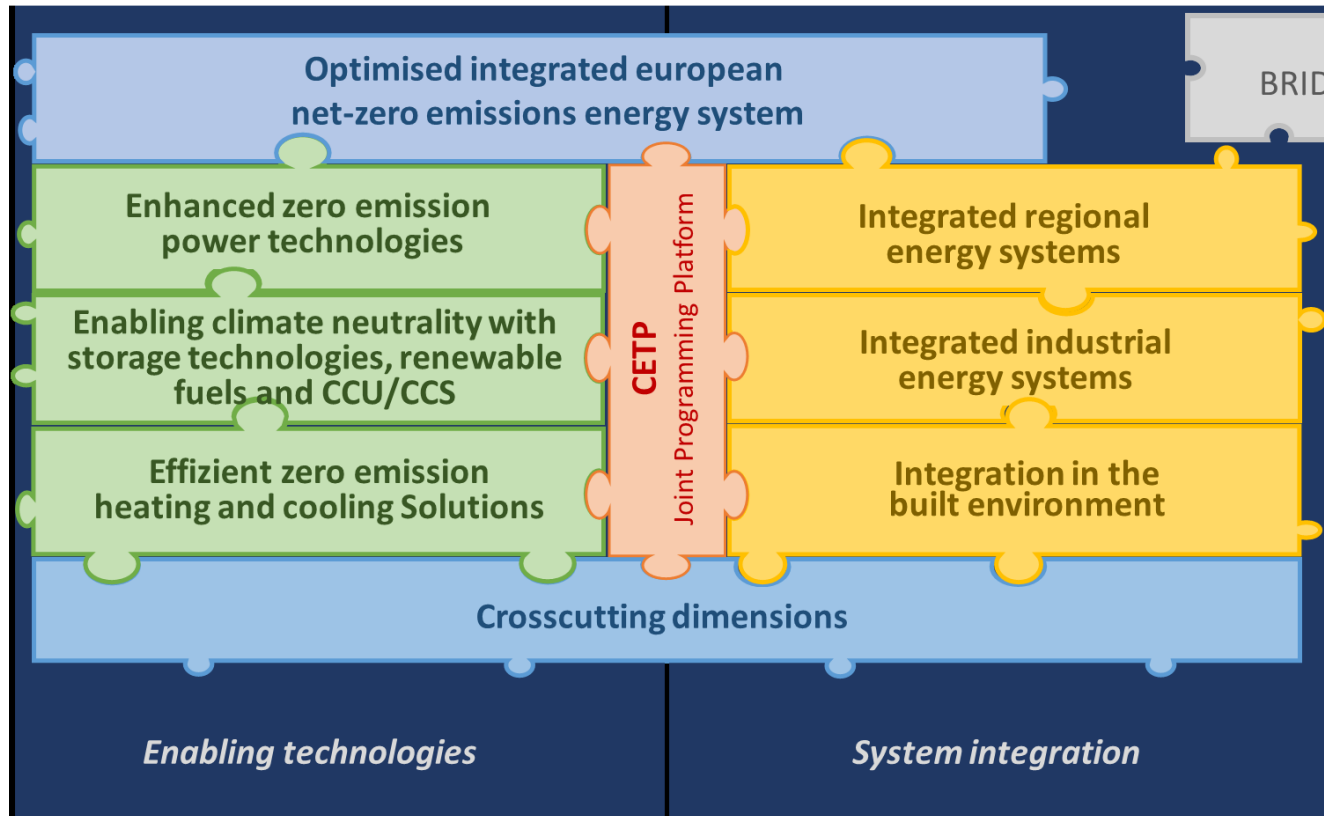 Optimised integrated european
net-zero emissions energy system
BRID
Enhanced zero emission
power technologies
Enabling climate neutrality with
storage technologies, renewable
fuels and CCU/CCS
Effizient zero emission
heating and cooling Solutions
CETP
Joint Programming Platform
Integrated regional
energy systems
Integrated industrial
energy systems
Integration in the
built environment
Crosscutting dimensions
Enabling technologies
System integration